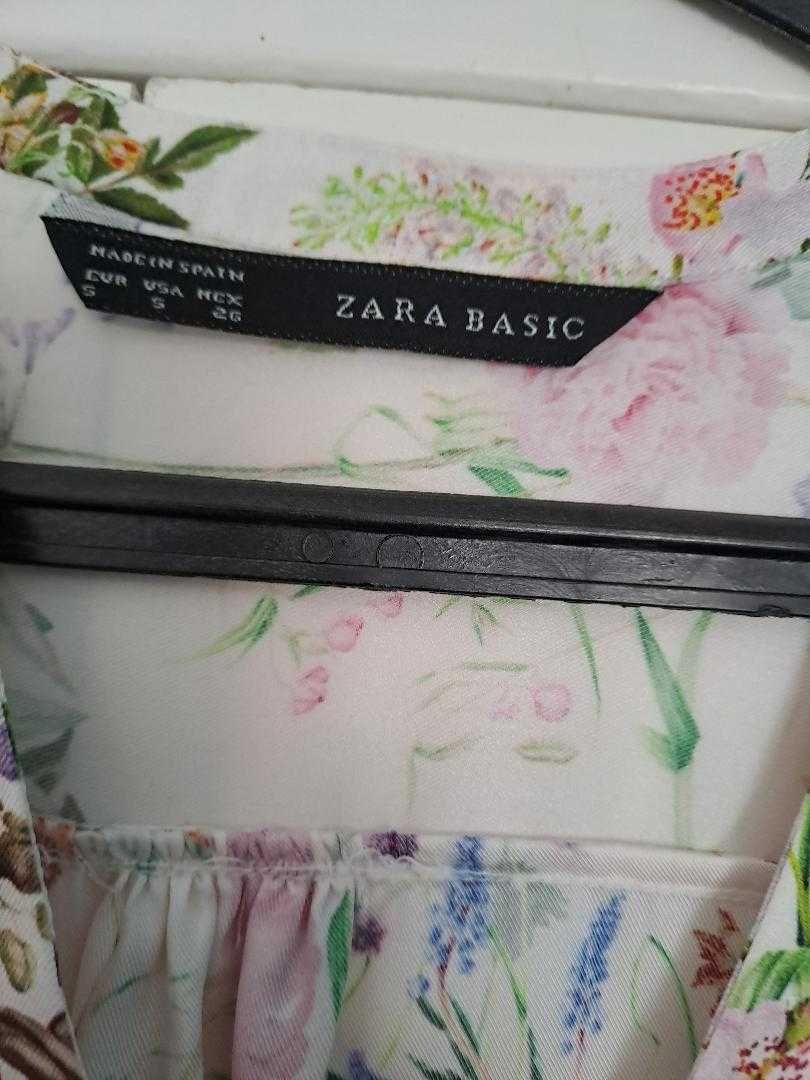 MADE IN SPAIN
EUR USA MEX
S S 26
ZARA BASIC